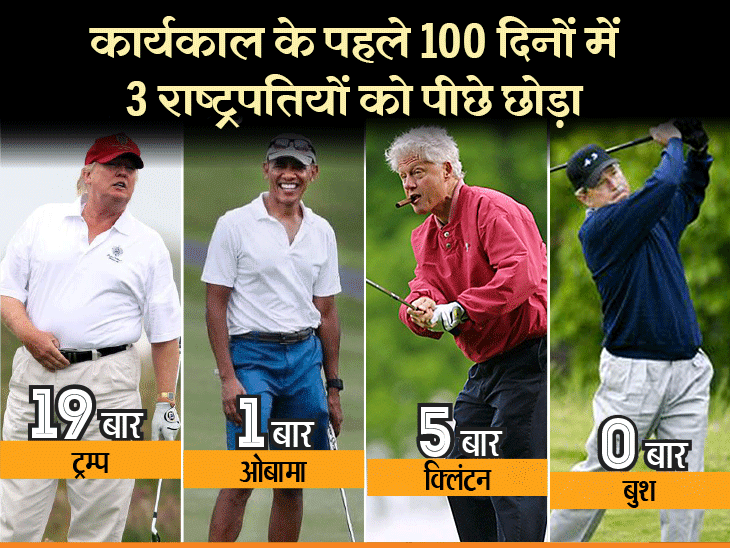 कार्यकाल के पहले 100 दिनों में
3 राष्ट्रपतियों को पीछे छोड़ा
19 बार
ट्रम्प
1 बार
ओबामा
5 बार
क्लिंटन
0 बार
बुश